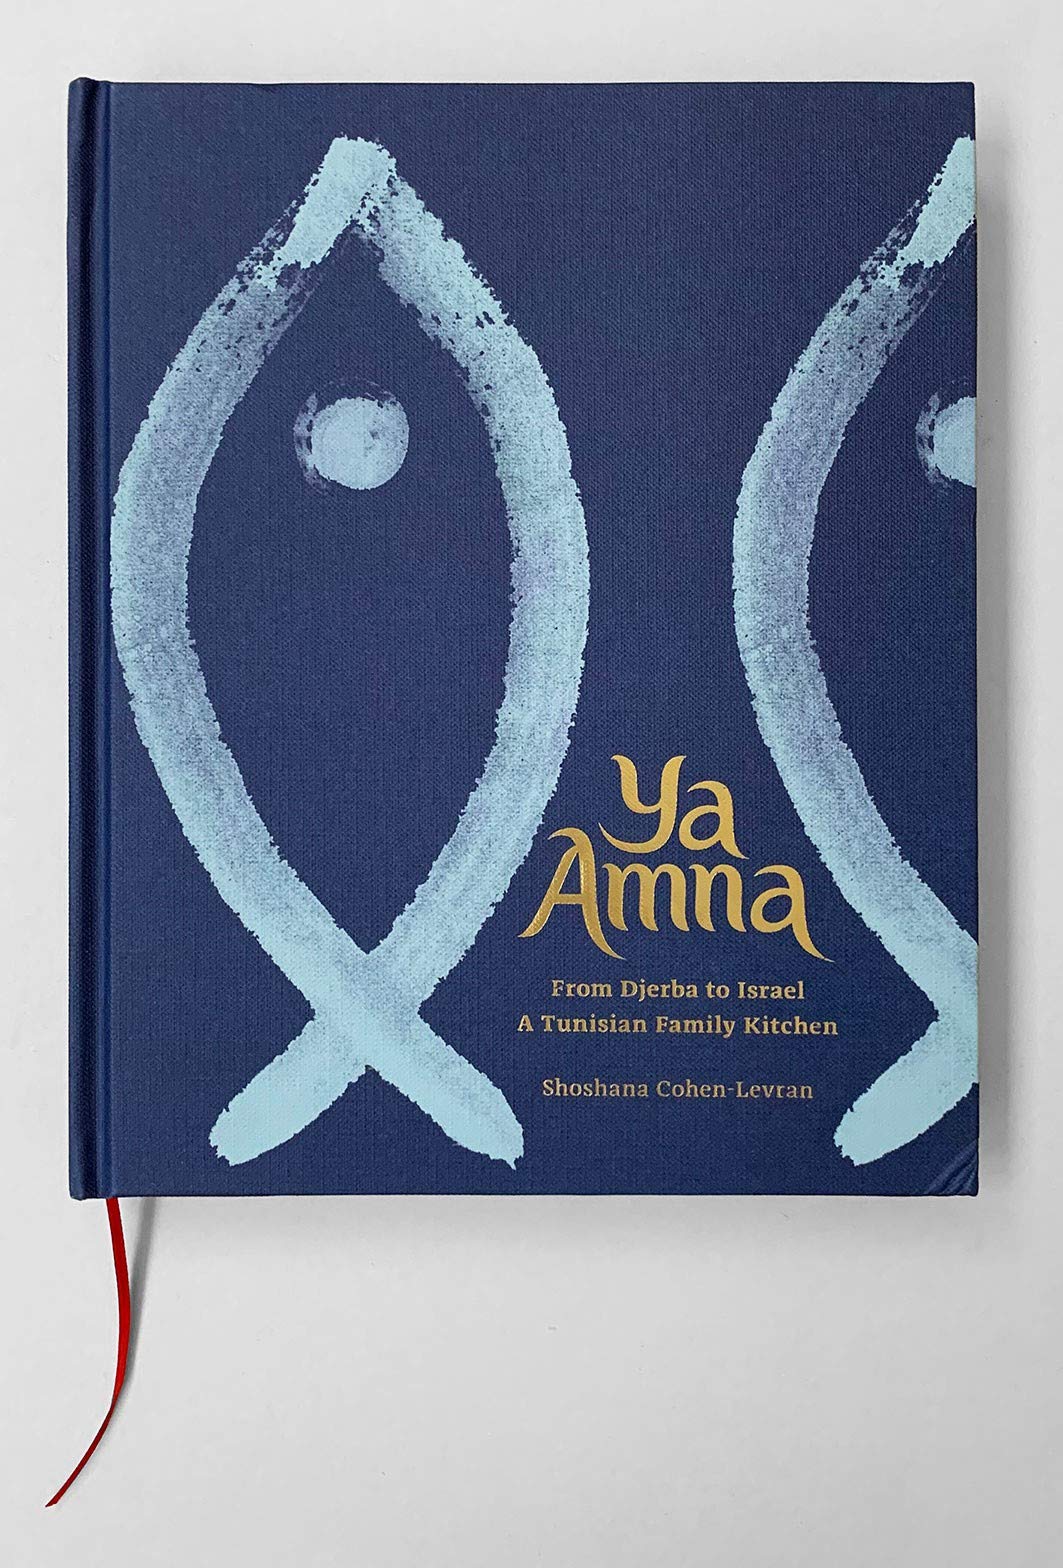 Ya
Amna
From Djerba to Israel
A Tunisian Family Kitchen
Shoshana Cohen-Levran